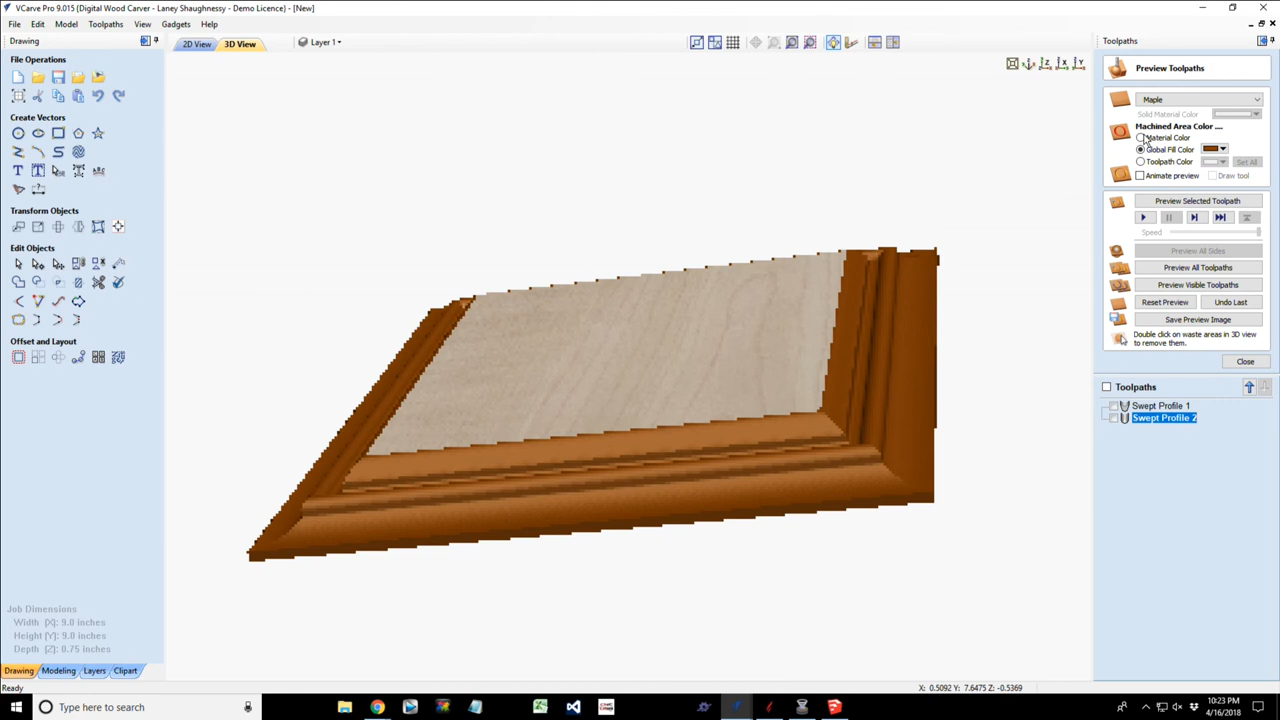 VCarve Pro 9.015 {Digital Wood Carver - Laney Shaughnessy - Demo Licence} - [New]
File Edit Model Toolpaths View Gadgets Help
Drawing
2D View 3D View Layer 1
Toolpaths
File Operations
Create Vectors
Transform Objects
Edit Objects
Offset and Layout
Job Dimensions
Width (X): 9.0 inches
Height (Y): 9.0 inches
Depth (Z): 0.75 inches
Drawing Modeling Layers Clipart
Z X Y
Preview Toolpaths
Maple
Solid Material Color
Machined Area Color ....
Material Color
Global Fill Color
Toolpath Color Set All
Animate preview Draw tool
Preview Selected Toolpath
Speed
Preview All Sides
Preview All Toolpaths
Preview Visible Toolpaths
Reset Preview Undo Last
Save Preview Image
Double click on waste areas in 3D view
to remove them.
Close
Toolpaths
Swept Profile 1
Swept Profile 2
Ready
X: 0.5092 Y: 7.6475 Z: -0.5369
Type here to search
10:23 PM
4/16/2018